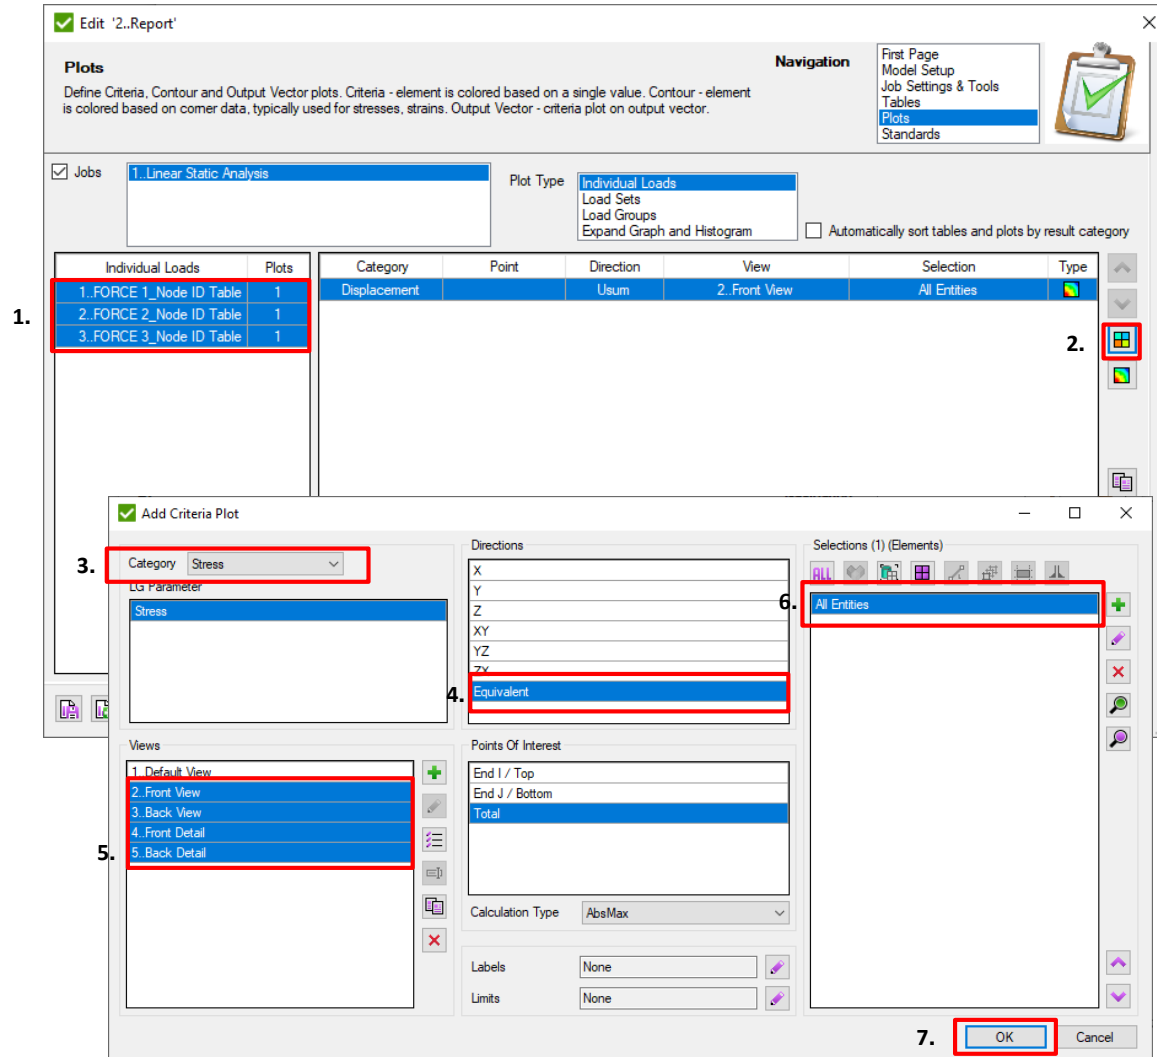 Edit '2..Report'
Plots
Define Criteria, Contour and Output Vector plots. Criteria - element is colored based on a single value. Contour - element
is colored based on corner data, typically used for stresses, strains. Output Vector - criteria plot on output vector.
Navigation
First Page
Model Setup
Job Settings & Tools
Tables
Plots
Standards
Jobs
1..Linear Static Analysis
Plot Type
Individual Loads
Load Sets
Load Groups
Expand Graph and Histogram
Automatically sort tables and plots by result category
Individual Loads Plots
1..FORCE 1_Node ID Table 1
2..FORCE 2_Node ID Table 1
3..FORCE 3_Node ID Table 1
1.
Category Point Direction View Selection Type
Displacement Usum 2..Front View All Entities
2.
Add Criteria Plot
3.
Category Stress
LG Parameter
Stress
Directions
X
Y
Z
XY
YZ
ZX
4.
Equivalent
Selections (1) (Elements)
ALL
6.
All Entities
Views
1..Default View
2..Front View
3..Back View
4..Front Detail
5..Back Detail
5.
Points Of Interest
End I / Top
End J / Bottom
Total
Calculation Type AbsMax
Labels None
Limits None
7.
OK Cancel